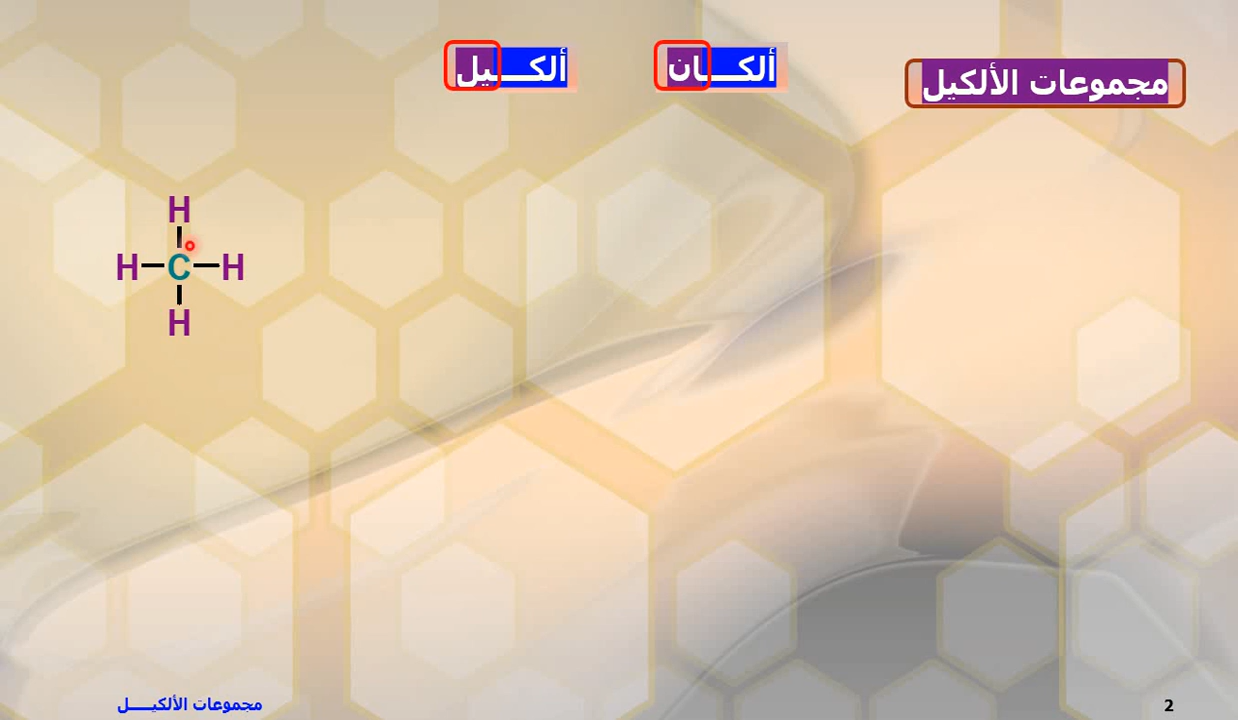 مجموعات الألكيل
ألكـــان
ألكـــيل
H
H-C-H
H
مجموعات الألكيـــل
2